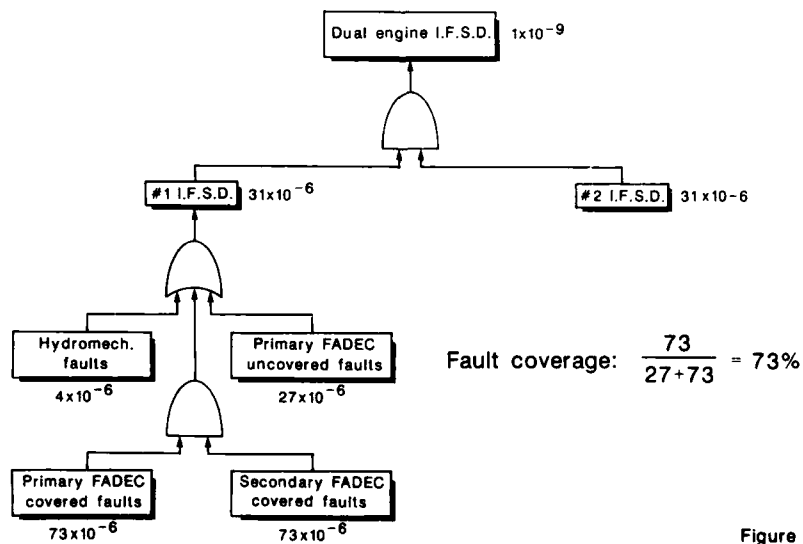 Dual engine I.F.S.D. 1x10⁻⁹
#1 I.F.S.D. 31x10⁻⁶
#2 I.F.S.D. 31x10-6
Hydromech.
faults
4x10⁻⁶
Primary FADEC
uncovered faults
27x10⁻⁶
Fault coverage: 73 / 27+73 = 73%
Primary FADEC
covered faults
73x10⁻⁶
Secondary FADEC
covered faults
73x10⁻⁶
Figure